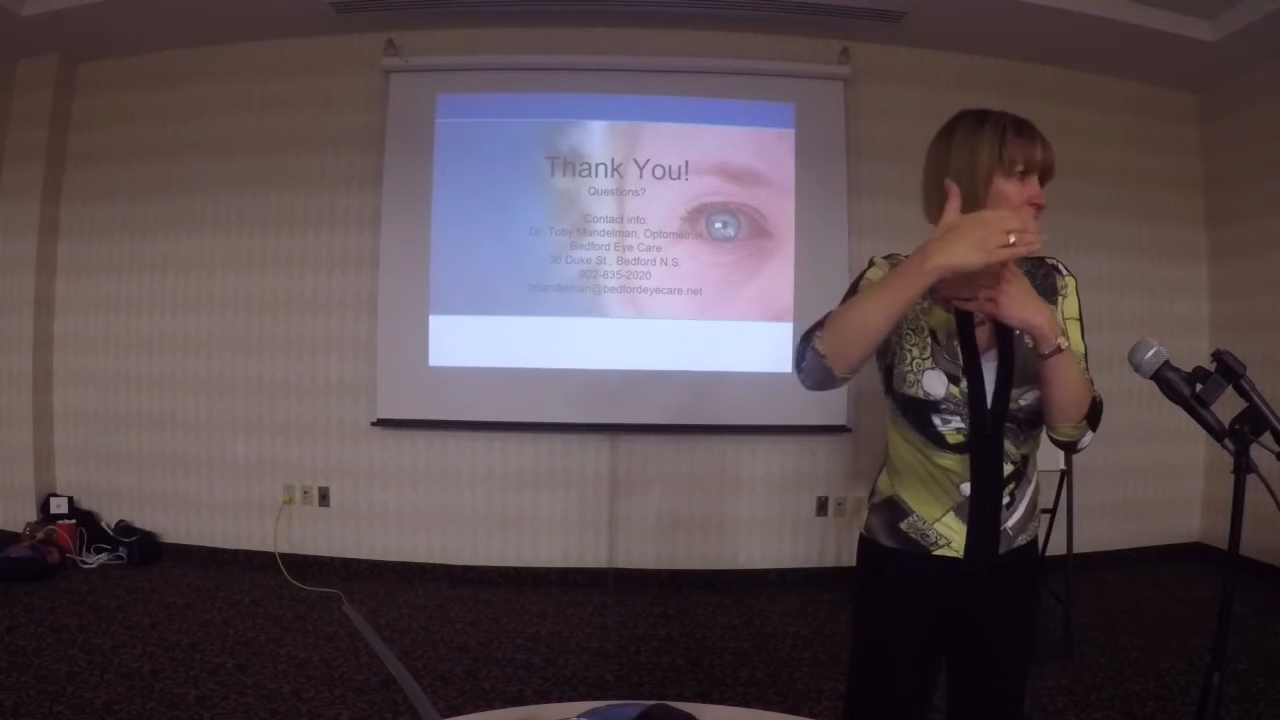 Thank You!
Questions?
Contact info:
Dr. Toby Mandelman, Optometrist
Bedford Eye Care
36 Duke St., Bedford N.S.
902-835-2020
tmandelman@bedfordeyecare.net